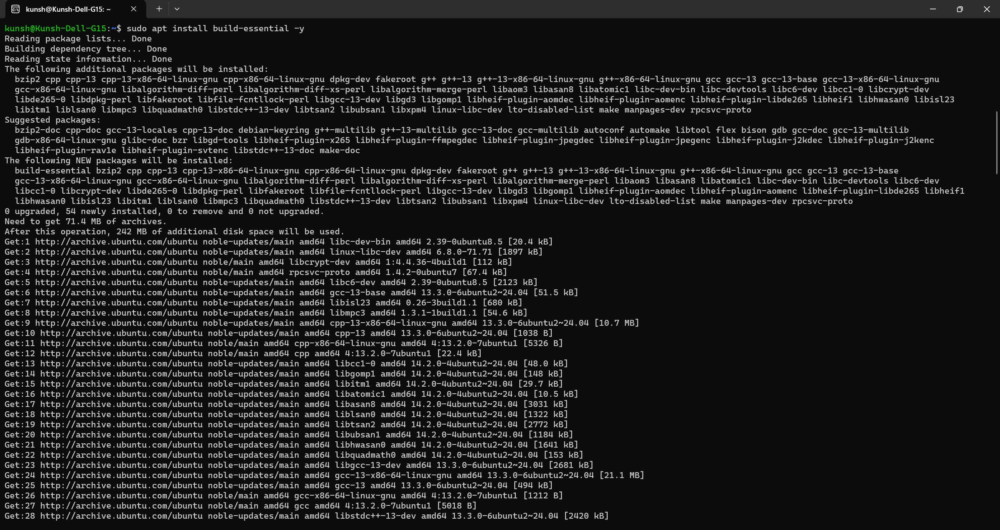 kunsh@Kunsh-Dell-G15: ~
kunsh@Kunsh-Dell-G15:~$ sudo apt install build-essential -y
Reading package lists... Done
Building dependency tree... Done
Reading state information... Done
The following additional packages will be installed:
  bzip2 cpp cpp-13 cpp-13-x86-64-linux-gnu cpp-x86-64-linux-gnu dpkg-dev fakeroot g++ g++-13 g++-13-x86-64-linux-gnu g++-x86-64-linux-gnu gcc gcc-13 gcc-13-base gcc-13-x86-64-linux-gnu
  gcc-x86-64-linux-gnu libalgorithm-diff-perl libalgorithm-diff-xs-perl libalgorithm-merge-perl libaom3 libasan8 libatomic1 libc-dev-bin libc-devtools libc6-dev libcc1-0 libcrypt-dev
  libde265-0 libdpkg-perl libfakeroot libfile-fcntllock-perl libgcc-13-dev libgd3 libgomp1 libheif-plugin-aomdec libheif-plugin-aomenc libheif-plugin-libde265 libheif1 libhwasan0 libisl23
  libitm1 liblsan0 libmpc3 libquadmath0 libstdc++-13-dev libtsan2 libubsan1 libxpm4 linux-libc-dev lto-disabled-list make manpages-dev rpcsvc-proto
Suggested packages:
  bzip2-doc cpp-doc gcc-13-locales cpp-13-doc debian-keyring g++-multilib g++-13-multilib gcc-13-doc gcc-multilib autoconf automake libtool flex bison gdb gcc-doc gcc-13-multilib
  gdb-x86-64-linux-gnu glibc-doc bzr libgd-tools libheif-plugin-x265 libheif-plugin-ffmpegdec libheif-plugin-jpegdec libheif-plugin-jpegenc libheif-plugin-j2kdec libheif-plugin-j2kenc
  libheif-plugin-rav1e libheif-plugin-svtenc libstdc++-13-doc make-doc
The following NEW packages will be installed:
  build-essential bzip2 cpp cpp-13 cpp-13-x86-64-linux-gnu cpp-x86-64-linux-gnu dpkg-dev fakeroot g++ g++-13 g++-13-x86-64-linux-gnu g++-x86-64-linux-gnu gcc gcc-13 gcc-13-base
  gcc-13-x86-64-linux-gnu gcc-x86-64-linux-gnu libalgorithm-diff-perl libalgorithm-diff-xs-perl libalgorithm-merge-perl libaom3 libasan8 libatomic1 libc-dev-bin libc-devtools libc6-dev
  libcc1-0 libcrypt-dev libde265-0 libdpkg-perl libfakeroot libfile-fcntllock-perl libgcc-13-dev libgd3 libgomp1 libheif-plugin-aomdec libheif-plugin-aomenc libheif-plugin-libde265 libheif1
  libhwasan0 libisl23 libitm1 liblsan0 libmpc3 libquadmath0 libstdc++-13-dev libtsan2 libubsan1 libxpm4 linux-libc-dev lto-disabled-list make manpages-dev rpcsvc-proto
0 upgraded, 54 newly installed, 0 to remove and 0 not upgraded.
Need to get 71.4 MB of archives.
After this operation, 242 MB of additional disk space will be used.
Get:1 http://archive.ubuntu.com/ubuntu noble-updates/main amd64 libc-dev-bin amd64 2.39-0ubuntu8.5 [20.4 kB]
Get:2 http://archive.ubuntu.com/ubuntu noble-updates/main amd64 linux-libc-dev amd64 6.8.0-71.71 [1897 kB]
Get:3 http://archive.ubuntu.com/ubuntu noble/main amd64 libcrypt-dev amd64 1:4.4.36-4build1 [112 kB]
Get:4 http://archive.ubuntu.com/ubuntu noble/main amd64 rpcsvc-proto amd64 1.4.2-0ubuntu7 [67.4 kB]
Get:5 http://archive.ubuntu.com/ubuntu noble-updates/main amd64 libc6-dev amd64 2.39-0ubuntu8.5 [2123 kB]
Get:6 http://archive.ubuntu.com/ubuntu noble-updates/main amd64 gcc-13-base amd64 13.3.0-6ubuntu2~24.04 [51.5 kB]
Get:7 http://archive.ubuntu.com/ubuntu noble-updates/main amd64 libisl23 amd64 0.26-3build1.1 [680 kB]
Get:8 http://archive.ubuntu.com/ubuntu noble-updates/main amd64 libmpc3 amd64 1.3.1-1build1.1 [54.6 kB]
Get:9 http://archive.ubuntu.com/ubuntu noble-updates/main amd64 cpp-13-x86-64-linux-gnu amd64 13.3.0-6ubuntu2~24.04 [10.7 MB]
Get:10 http://archive.ubuntu.com/ubuntu noble-updates/main amd64 cpp-13 amd64 13.3.0-6ubuntu2~24.04 [1038 B]
Get:11 http://archive.ubuntu.com/ubuntu noble/main amd64 cpp-x86-64-linux-gnu amd64 4:13.2.0-7ubuntu1 [5326 B]
Get:12 http://archive.ubuntu.com/ubuntu noble/main amd64 cpp amd64 4:13.2.0-7ubuntu1 [22.4 kB]
Get:13 http://archive.ubuntu.com/ubuntu noble-updates/main amd64 libcc1-0 amd64 14.2.0-4ubuntu2~24.04 [48.0 kB]
Get:14 http://archive.ubuntu.com/ubuntu noble-updates/main amd64 libgomp1 amd64 14.2.0-4ubuntu2~24.04 [148 kB]
Get:15 http://archive.ubuntu.com/ubuntu noble-updates/main amd64 libitm1 amd64 14.2.0-4ubuntu2~24.04 [29.7 kB]
Get:16 http://archive.ubuntu.com/ubuntu noble-updates/main amd64 libatomic1 amd64 14.2.0-4ubuntu2~24.04 [10.5 kB]
Get:17 http://archive.ubuntu.com/ubuntu noble-updates/main amd64 libasan8 amd64 14.2.0-4ubuntu2~24.04 [3031 kB]
Get:18 http://archive.ubuntu.com/ubuntu noble-updates/main amd64 liblsan0 amd64 14.2.0-4ubuntu2~24.04 [1322 kB]
Get:19 http://archive.ubuntu.com/ubuntu noble-updates/main amd64 libtsan2 amd64 14.2.0-4ubuntu2~24.04 [2772 kB]
Get:20 http://archive.ubuntu.com/ubuntu noble-updates/main amd64 libubsan1 amd64 14.2.0-4ubuntu2~24.04 [1184 kB]
Get:21 http://archive.ubuntu.com/ubuntu noble-updates/main amd64 libhwasan0 amd64 14.2.0-4ubuntu2~24.04 [1641 kB]
Get:22 http://archive.ubuntu.com/ubuntu noble-updates/main amd64 libquadmath0 amd64 14.2.0-4ubuntu2~24.04 [153 kB]
Get:23 http://archive.ubuntu.com/ubuntu noble-updates/main amd64 libgcc-13-dev amd64 13.3.0-6ubuntu2~24.04 [2681 kB]
Get:24 http://archive.ubuntu.com/ubuntu noble-updates/main amd64 gcc-13-x86-64-linux-gnu amd64 13.3.0-6ubuntu2~24.04 [21.1 MB]
Get:25 http://archive.ubuntu.com/ubuntu noble-updates/main amd64 gcc-13 amd64 13.3.0-6ubuntu2~24.04 [494 kB]
Get:26 http://archive.ubuntu.com/ubuntu noble/main amd64 gcc-x86-64-linux-gnu amd64 4:13.2.0-7ubuntu1 [1212 B]
Get:27 http://archive.ubuntu.com/ubuntu noble/main amd64 gcc amd64 4:13.2.0-7ubuntu1 [5018 B]
Get:28 http://archive.ubuntu.com/ubuntu noble-updates/main amd64 libstdc++-13-dev amd64 13.3.0-6ubuntu2~24.04 [2420 kB]